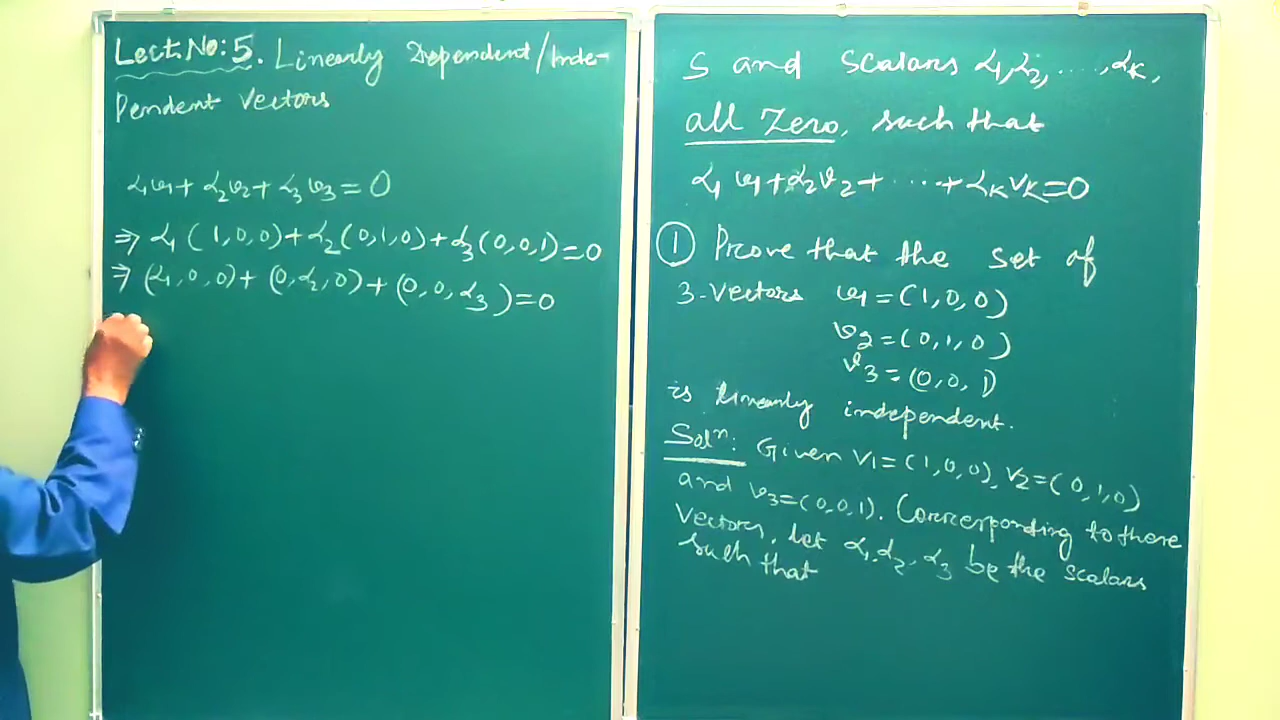 Lect. No: 5. Linearly Dependent/Inde-
Pendent Vectors
α1v1 + α2v2 + α3v3 = 0
⇒ α1 (1,0,0) + α2 (0,1,0) + α3 (0,0,1) = 0
⇒ (α1,0,0) + (0,α2,0) + (0,0,α3) = 0
S and Scalars α1, α2, ..., αK,
all Zero, such that
α1 v1 + α2 v2 + ... + αK vK = 0
① Prove that the set of
3-vectors v1 = (1,0,0)
v2 = (0,1,0)
v3 = (0,0,1)
is linearly independent.
Solⁿ: Given v1 = (1,0,0), v2 = (0,1,0)
and v3 = (0,0,1). Corresponding to these
Vectors, let α1, α2, α3 be the scalars
such that